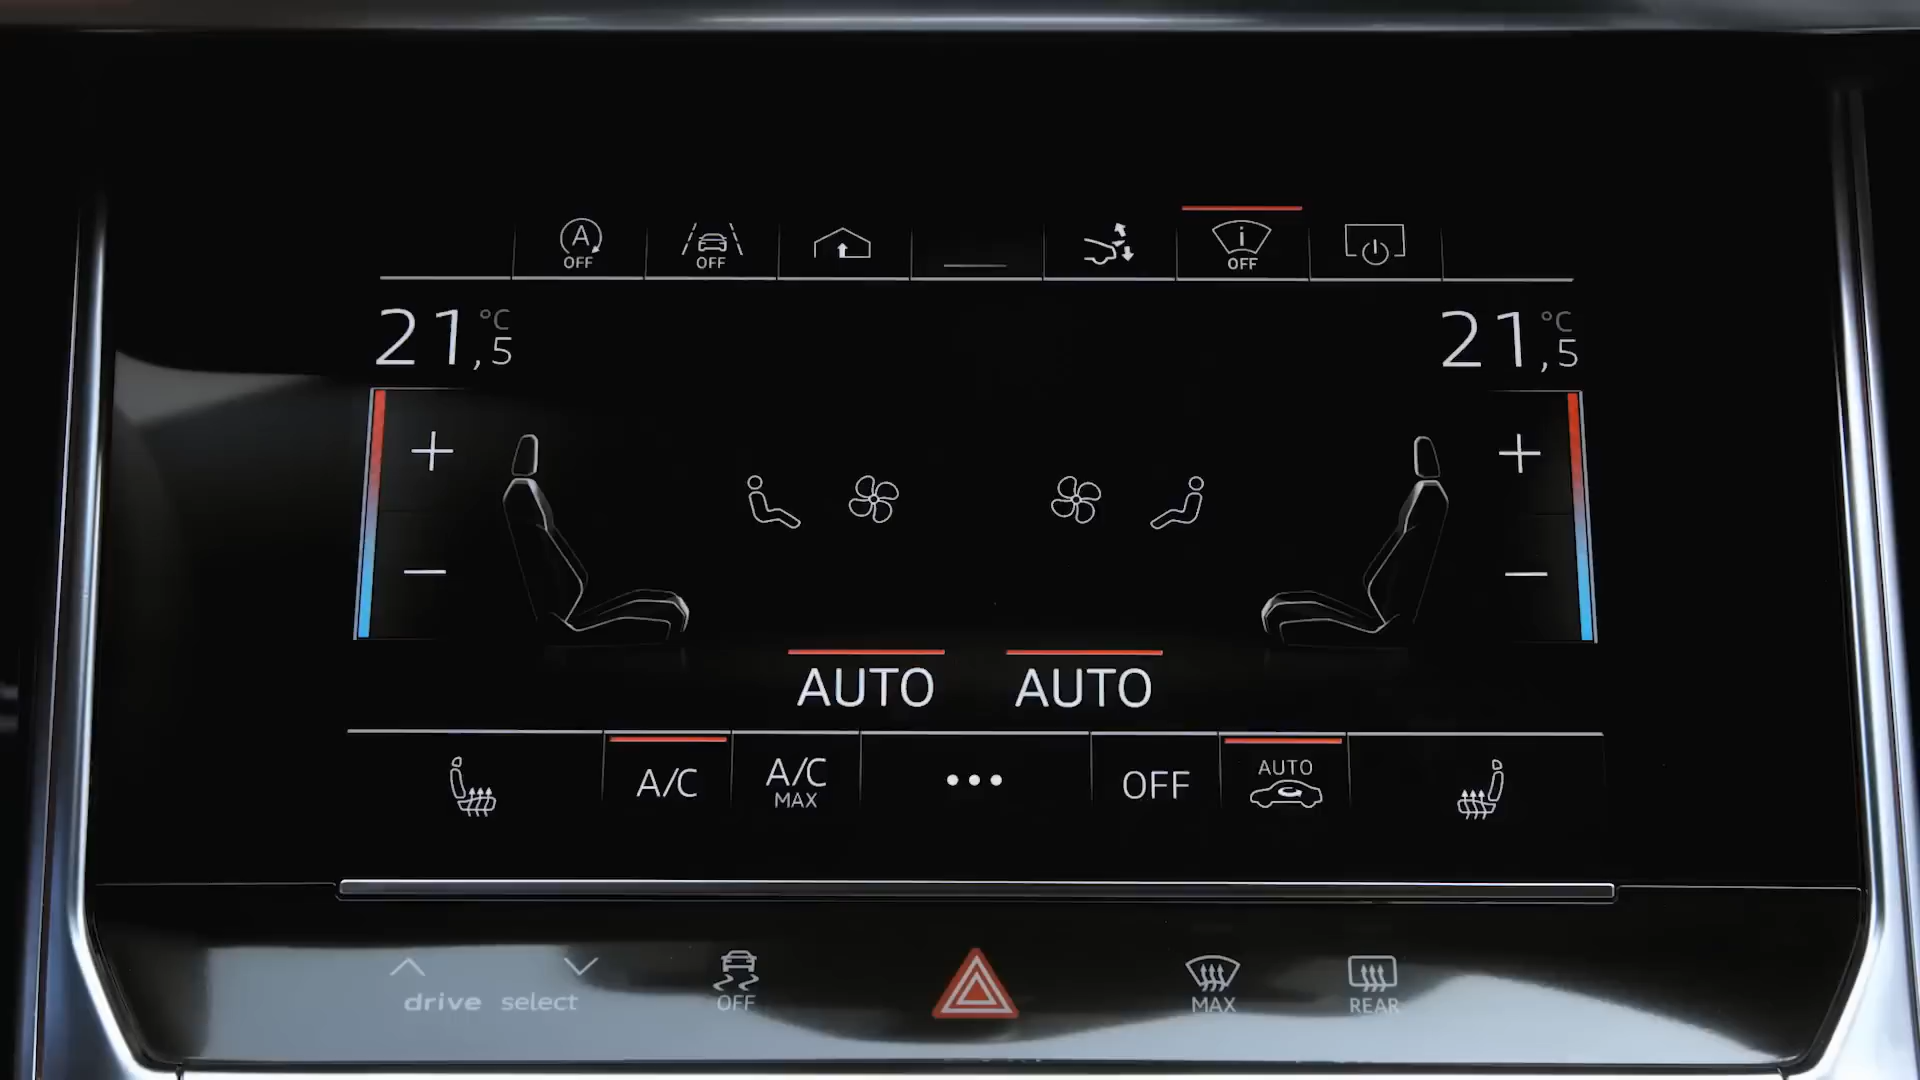 A
OFF
OFF
i
OFF
21,5 °C
21,5 °C
+
+
−
−
AUTO AUTO
A/C
A/C
MAX
•••
OFF
AUTO
drive select
OFF
MAX
REAR